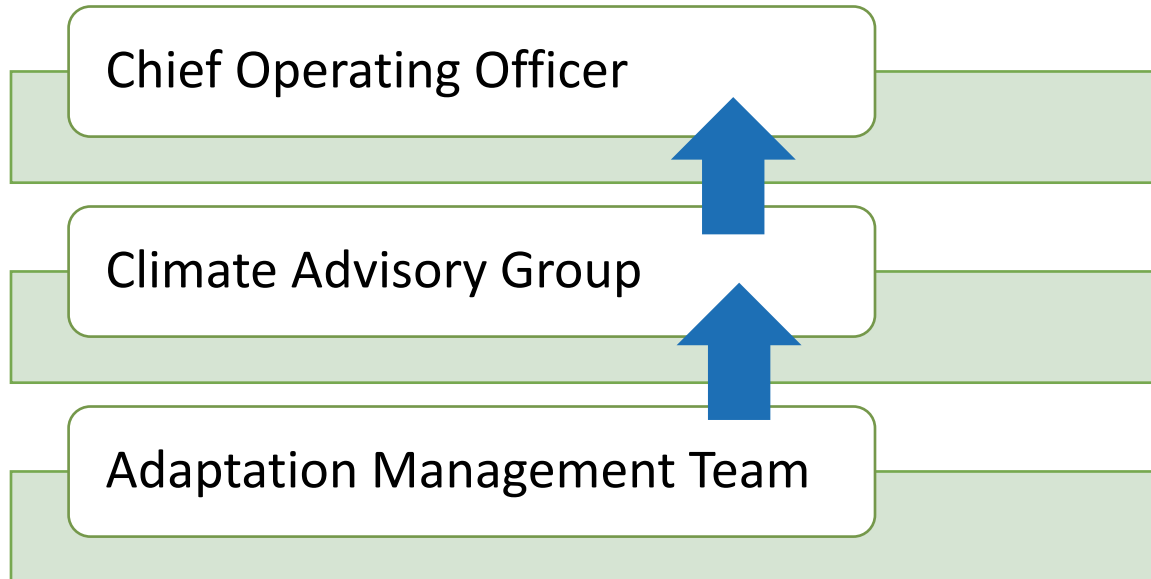 Chief Operating Officer
Climate Advisory Group
Adaptation Management Team